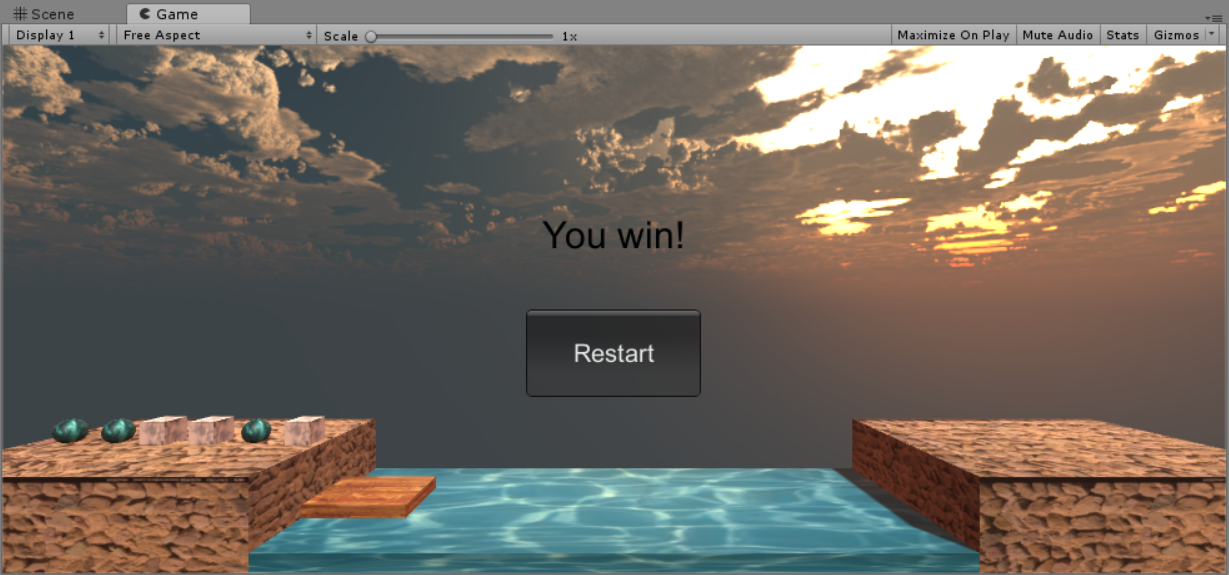 Scene
Game
Display 1
Free Aspect
Scale
1x
Maximize On Play
Mute Audio
Stats
Gizmos
You win!
Restart